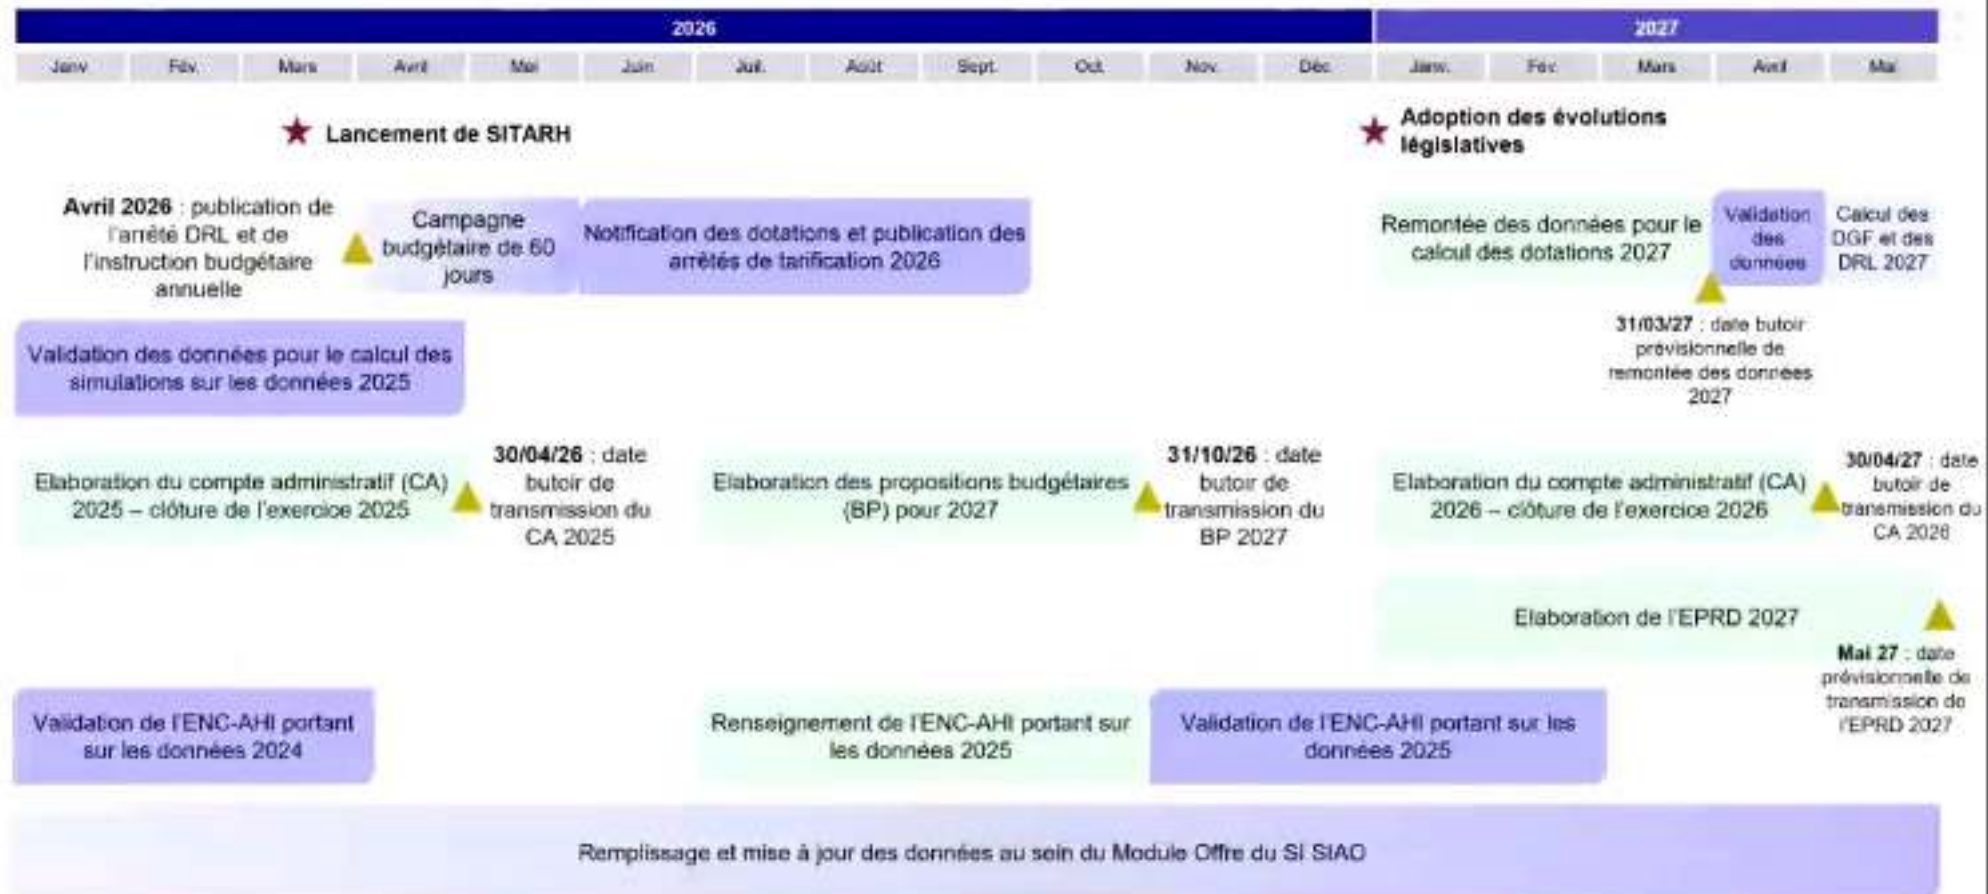 2026
2027
Janv
Fév.
Mars
Avril
Mai
Juin
Juil.
Août
Sept.
Oct.
Nov.
Déc.
Janv.
Fév.
Mars
Avril
Mai
Lancement de SITARH
Adoption des évolutions
législatives
Avril 2026 : publication de
l'arrêté DRL et de
l'instruction budgétaire
annuelle
Campagne
budgétaire de 60
jours
Notification des dotations et publication des
arrêtés de tarification 2026
Remontée des données pour le
calcul des dotations 2027
Validation
des
données
Calcul des
DGF et des
DRL 2027
31/03/27 : date butoir
prévisionnelle de
remontée des données
2027
Validation des données pour le calcul des
simulations sur les données 2025
Elaboration du compte administratif (CA)
2025 – clôture de l'exercice 2025
30/04/26 : date
butoir de
transmission du
CA 2025
Elaboration des propositions budgétaires
(BP) pour 2027
31/10/26 : date
butoir de
transmission du
BP 2027
Elaboration du compte administratif (CA)
2026 – clôture de l'exercice 2026
30/04/27 : date
butoir de
transmission du
CA 2026
Elaboration de l'EPRD 2027
Mai 27 : date
prévisionnelle de
transmission de
l'EPRD 2027
Validation de l'ENC-AHI portant
sur les données 2024
Renseignement de l'ENC-AHI portant sur
les données 2025
Validation de l'ENC-AHI portant sur les
données 2025
Remplissage et mise à jour des données au sein du Module Offre du SI SIAO